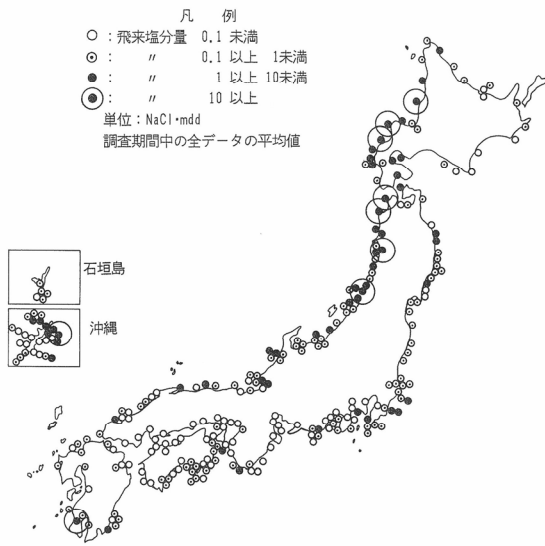 凡 例
○：飛来塩分量 0.1 未満
⊙： 〃 0.1 以上 1未満
●： 〃 1 以上 10未満
◉： 〃 10 以上
単位：NaCl・mdd
調査期間中の全データの平均値
石垣島
沖縄